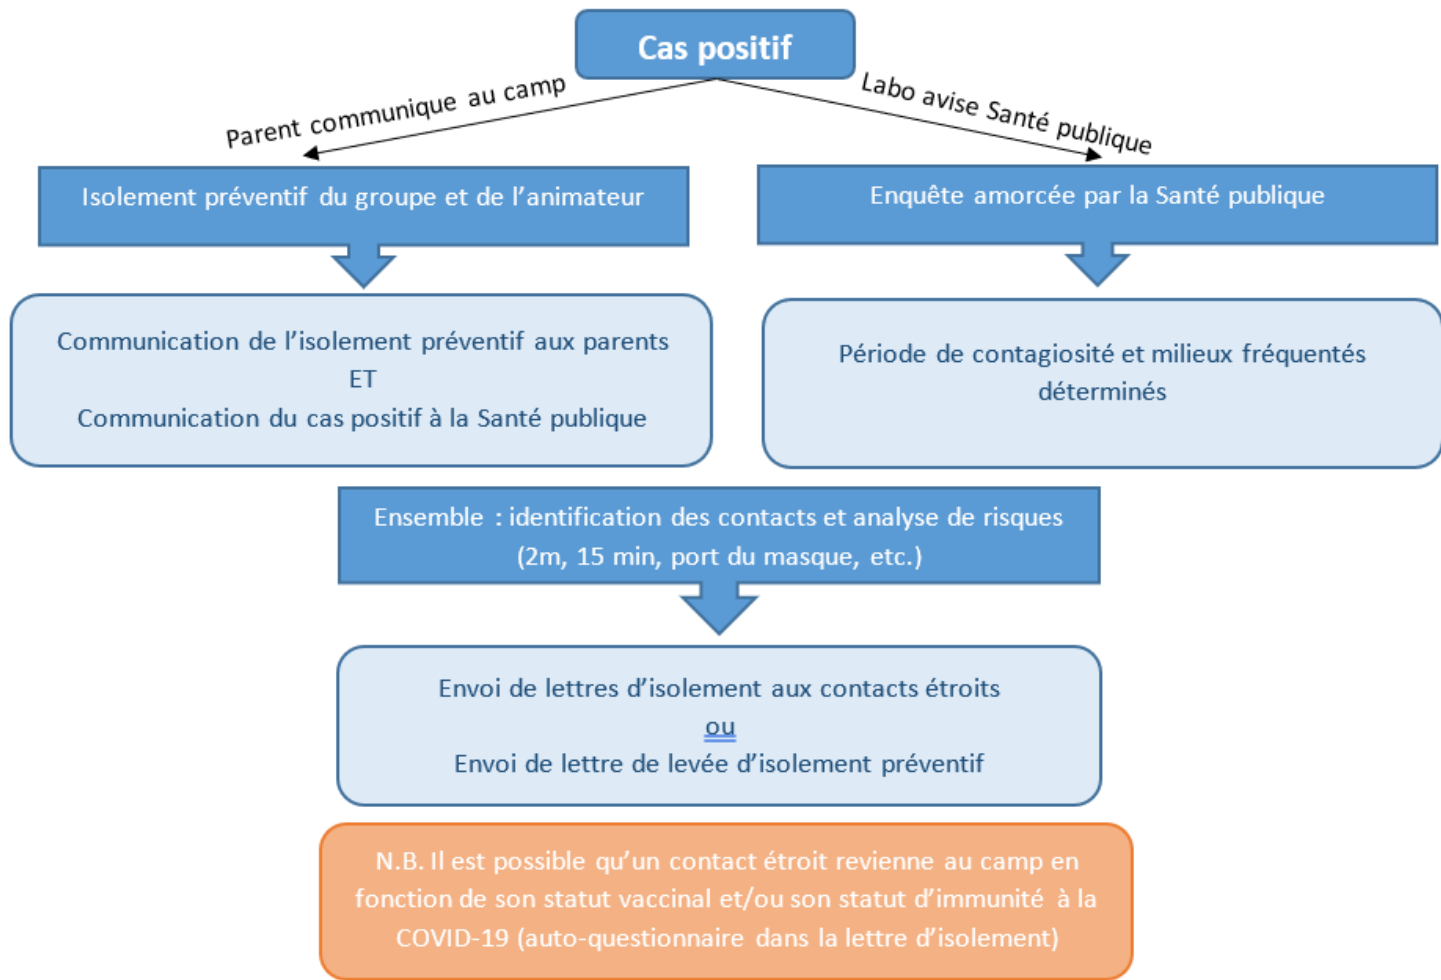 Cas positif
Parent communique au camp
Labo avise Santé publique
Isolement préventif du groupe et de l’animateur
Enquête amorcée par la Santé publique
Communication de l’isolement préventif aux parents
ET
Communication du cas positif à la Santé publique
Période de contagiosité et milieux fréquentés
déterminés
Ensemble : identification des contacts et analyse de risques
(2m, 15 min, port du masque, etc.)
Envoi de lettres d’isolement aux contacts étroits
ou
Envoi de lettre de levée d’isolement préventif
N.B. Il est possible qu’un contact étroit revienne au camp en
fonction de son statut vaccinal et/ou son statut d’immunité à la
COVID-19 (auto-questionnaire dans la lettre d’isolement)